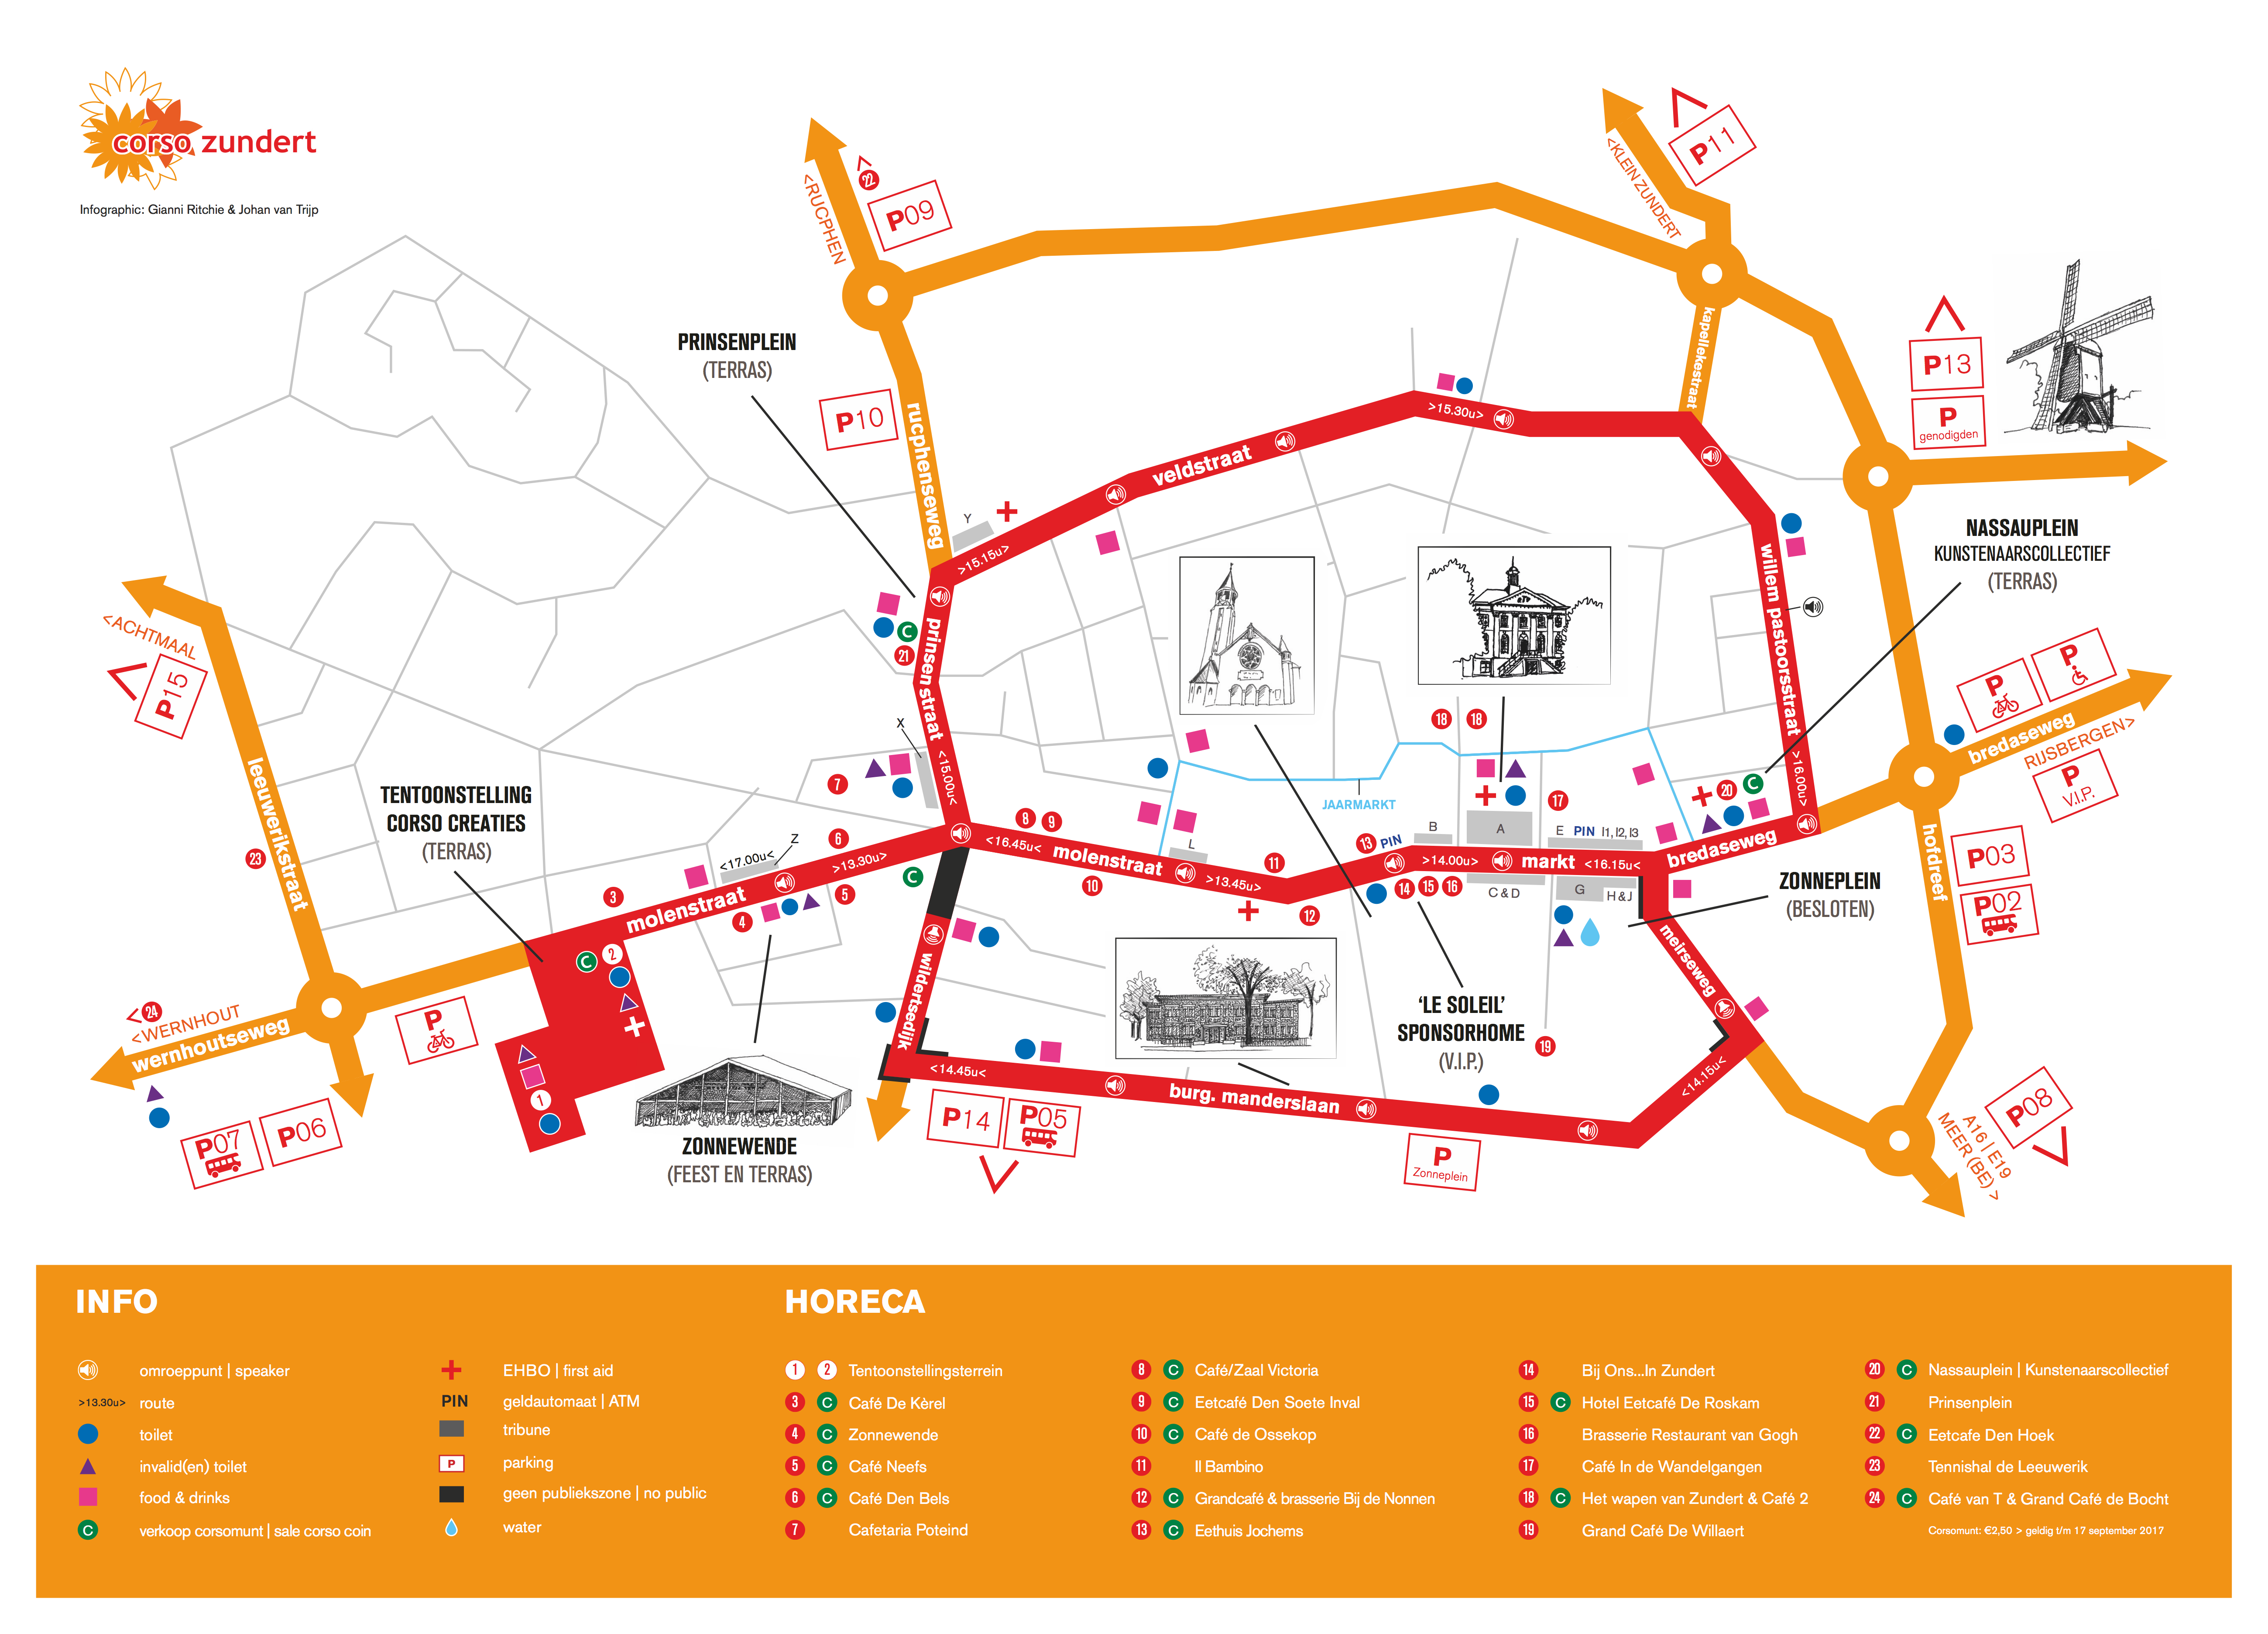 corso zundert
Infographic: Gianni Ritchie & Johan van Trijp
<RUCPHEN
22
P09
<KLEIN ZUNDERT
P11
PRINSENPLEIN
(TERRAS)
P10
rucphenseweg
kapellekestraat
P13
P
genodigden
>15.30u>
veldstraat
Y
>15.15u>
NASSAUPLEIN
KUNSTENAARSCOLLECTIEF
(TERRAS)
willem pastoorsstraat
>16.00u>
<ACHTMAAL
P15
leeuwerikstraat
23
C
21
prinsenstraat
<15.00u<
X
7
18
18
P
P
bredaseweg
RIJSBERGEN>
P
V.I.P.
TENTOONSTELLING
CORSO CREATIES
(TERRAS)
JAARMARKT
20
C
17
8
9
<16.45u<
molenstraat
>13.45u>
L
10
11
12
13
PIN
B
A
E
PIN
I1, I2, I3
>14.00u>
markt
<16.15u<
bredaseweg
14
15
16
C & D
G
H & J
Z
6
<17.00u<
>13.30u>
5
C
3
molenstraat
4
hofdreef
P03
P02
ZONNEPLEIN
(BESLOTEN)
meirseweg
C
2
1
wildertsedijk
'LE SOLEIL'
SPONSORHOME
(V.I.P.)
19
24
<WERNHOUT
wernhoutseweg
P
P07
P06
<14.45u<
burg. manderslaan
<14.15u<
P14
P05
P
Zonneplein
ZONNEWENDE
(FEEST EN TERRAS)
P08
A16 | E19
MEER (BE) >
INFO
omroeppunt | speaker
>13.30u> route
toilet
invalid(en) toilet
food & drinks
C verkoop corsomunt | sale corso coin
EHBO | first aid
PIN geldautomaat | ATM
tribune
P parking
geen publiekszone | no public
water
HORECA
1 2 Tentoonstellingsterrein
3 C Café De Kèrel
4 C Zonnewende
5 C Café Neefs
6 C Café Den Bels
7 Cafetaria Poteind
8 C Café/Zaal Victoria
9 C Eetcafé Den Soete Inval
10 C Café de Ossekop
11 Il Bambino
12 C Grandcafé & brasserie Bij de Nonnen
13 C Eethuis Jochems
14 Bij Ons...In Zundert
15 C Hotel Eetcafé De Roskam
16 Brasserie Restaurant van Gogh
17 Café In de Wandelgangen
18 C Het wapen van Zundert & Café 2
19 Grand Café De Willaert
20 C Nassauplein | Kunstenaarscollectief
21 Prinsenplein
22 C Eetcafe Den Hoek
23 Tennishal de Leeuwerik
24 C Café van T & Grand Café de Bocht
Corsomunt: €2,50 > geldig t/m 17 september 2017